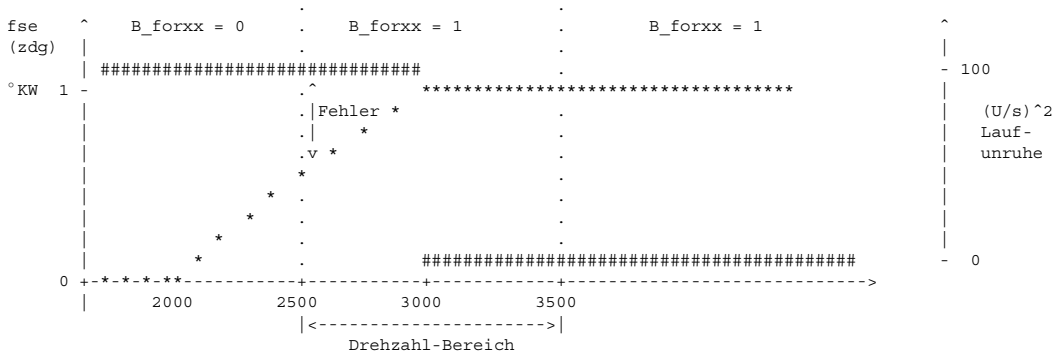 fse ^ B_forxx = 0 . B_forxx = 1 . B_forxx = 1 ^
(zdg) | . . |
| ############################### . - 100
°KW 1 - .^ ************************************ |
| .|Fehler * . | (U/s)^2
| .| * . | Lauf-
| .v * . | unruhe
| * . |
| * . . |
| * . . |
| * . . |
| * . ########################################## - 0
0 +-*-*-*-**------------+-----------+-------------+----------------------------->
| 2000 2500 3000 3500
|<---------------------->|
Drehzahl-Bereich